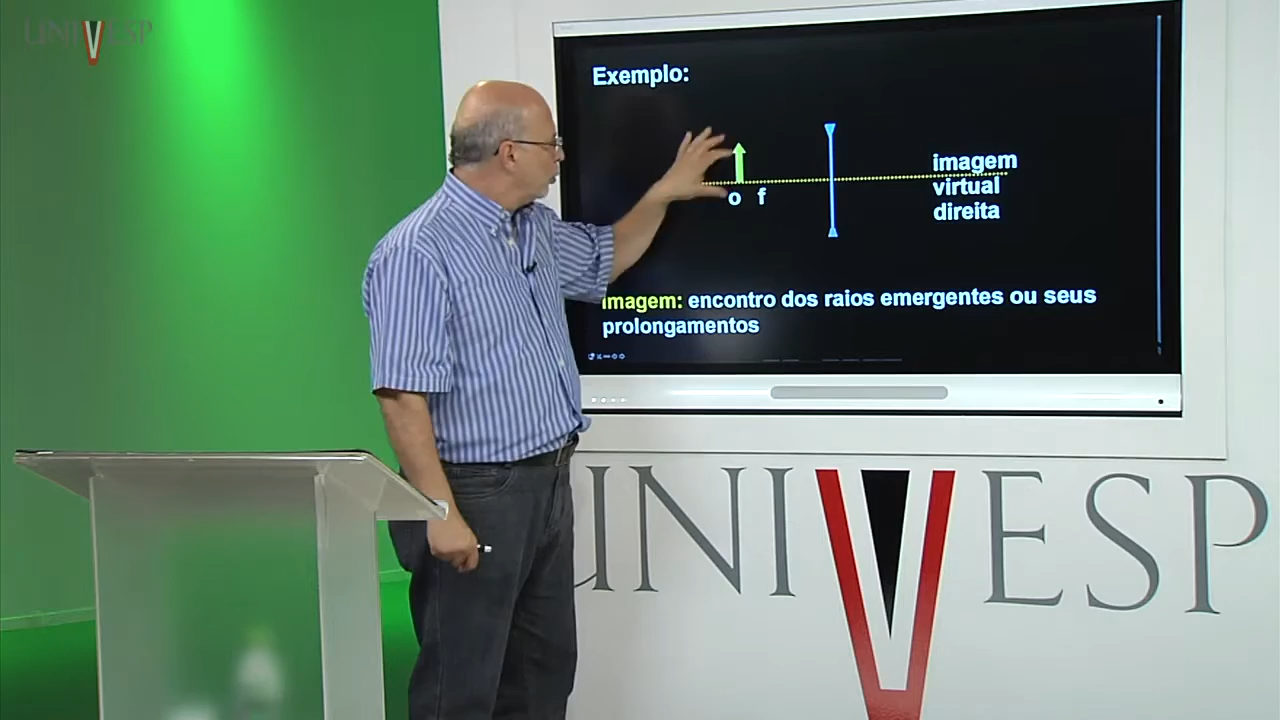 UNIVESP
Exemplo:
imagem
virtual
direita
o f
imagem: encontro dos raios emergentes ou seus
prolongamentos
UNIVESP